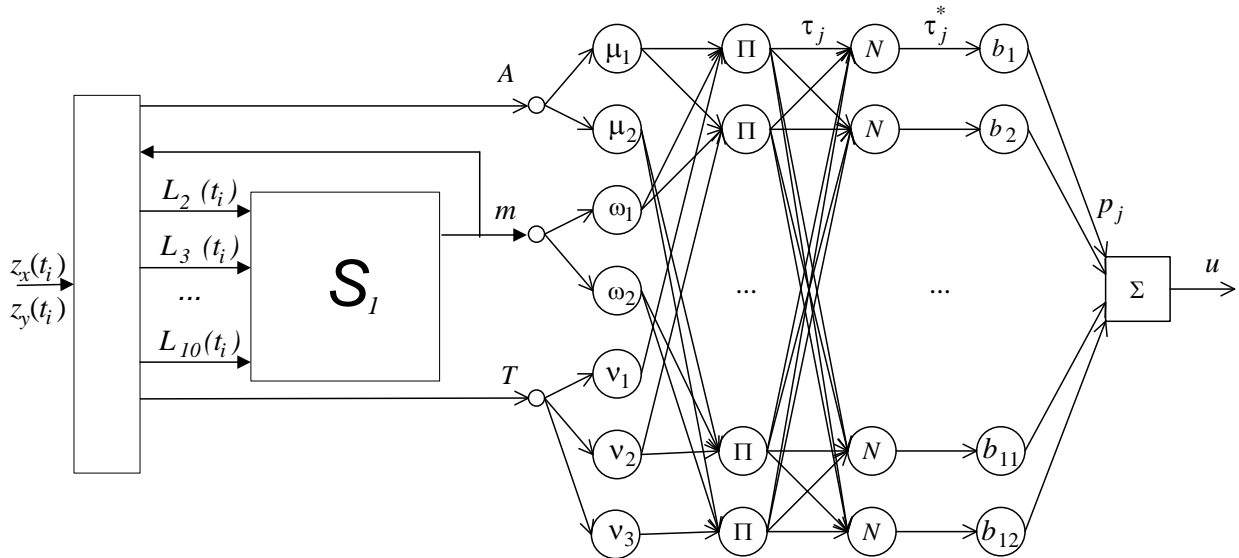 μ₁ Π τⱼ N τⱼ* b₁
A
μ₂ Π N b₂
L₂ (tᵢ)
m ω₁ pⱼ
L₃ (tᵢ)
zₓ(tᵢ) S₁ u
... ω₂ ... ... Σ
z_y(tᵢ)
L₁₀(tᵢ)
T ν₁
ν₂ Π N b₁₁
ν₃ Π N b₁₂